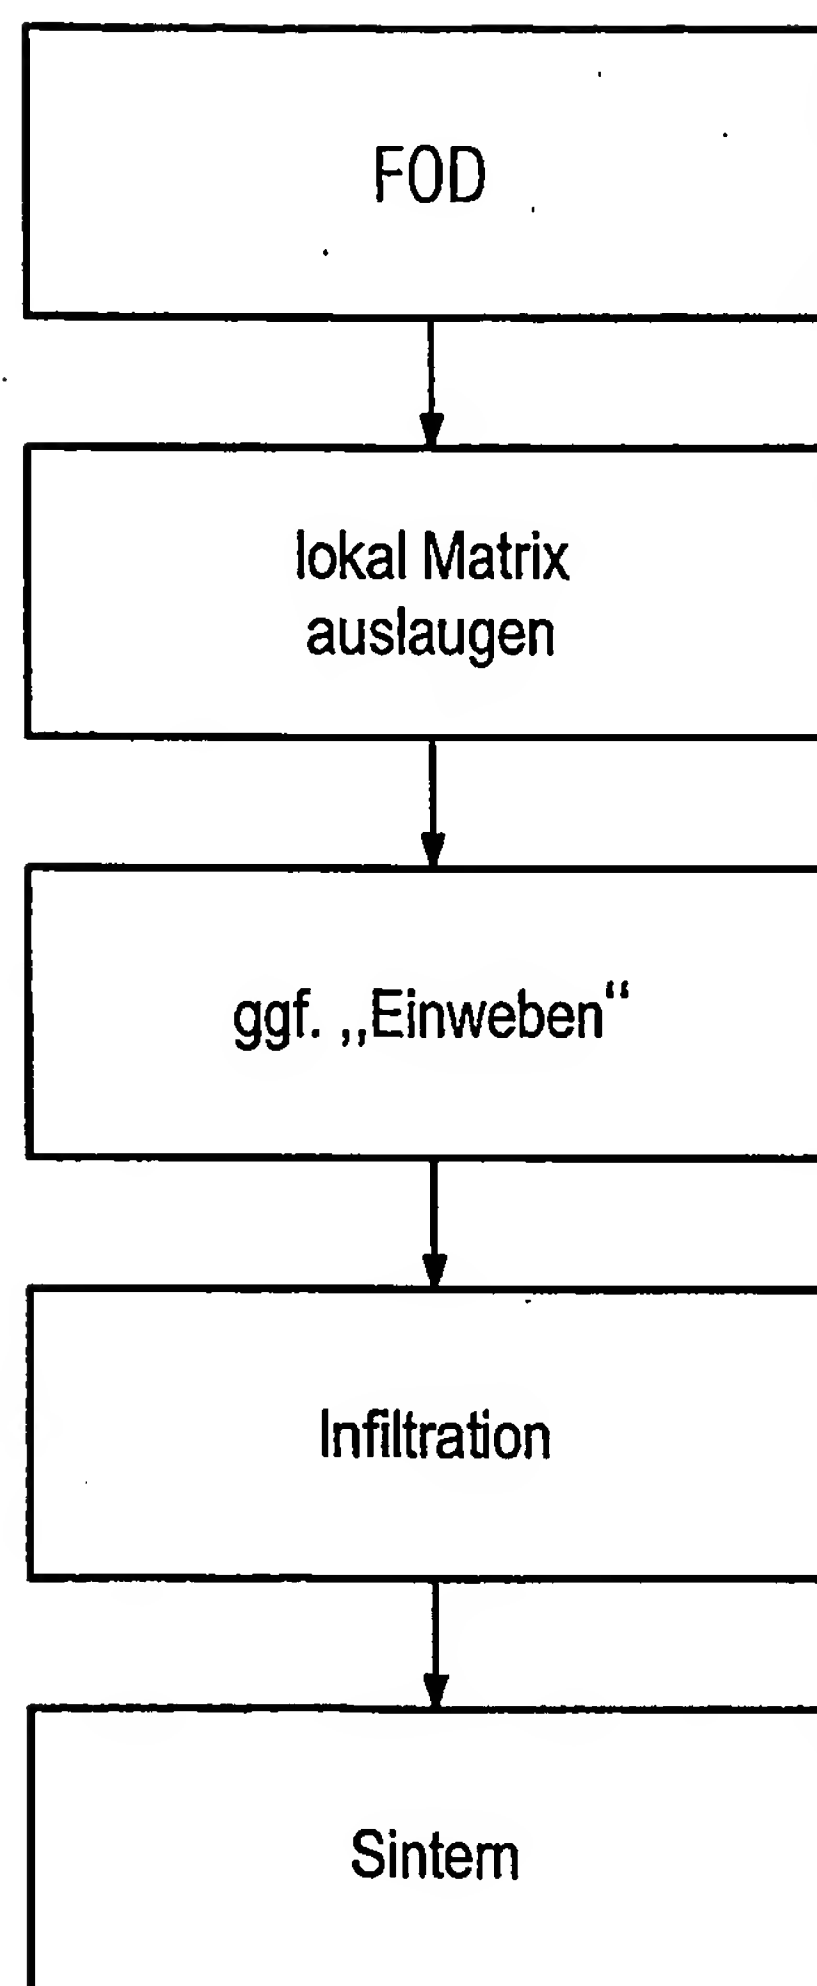 FOD
lokal Matrix
auslaugen
ggf. „Einweben“
Infiltration
Sintern